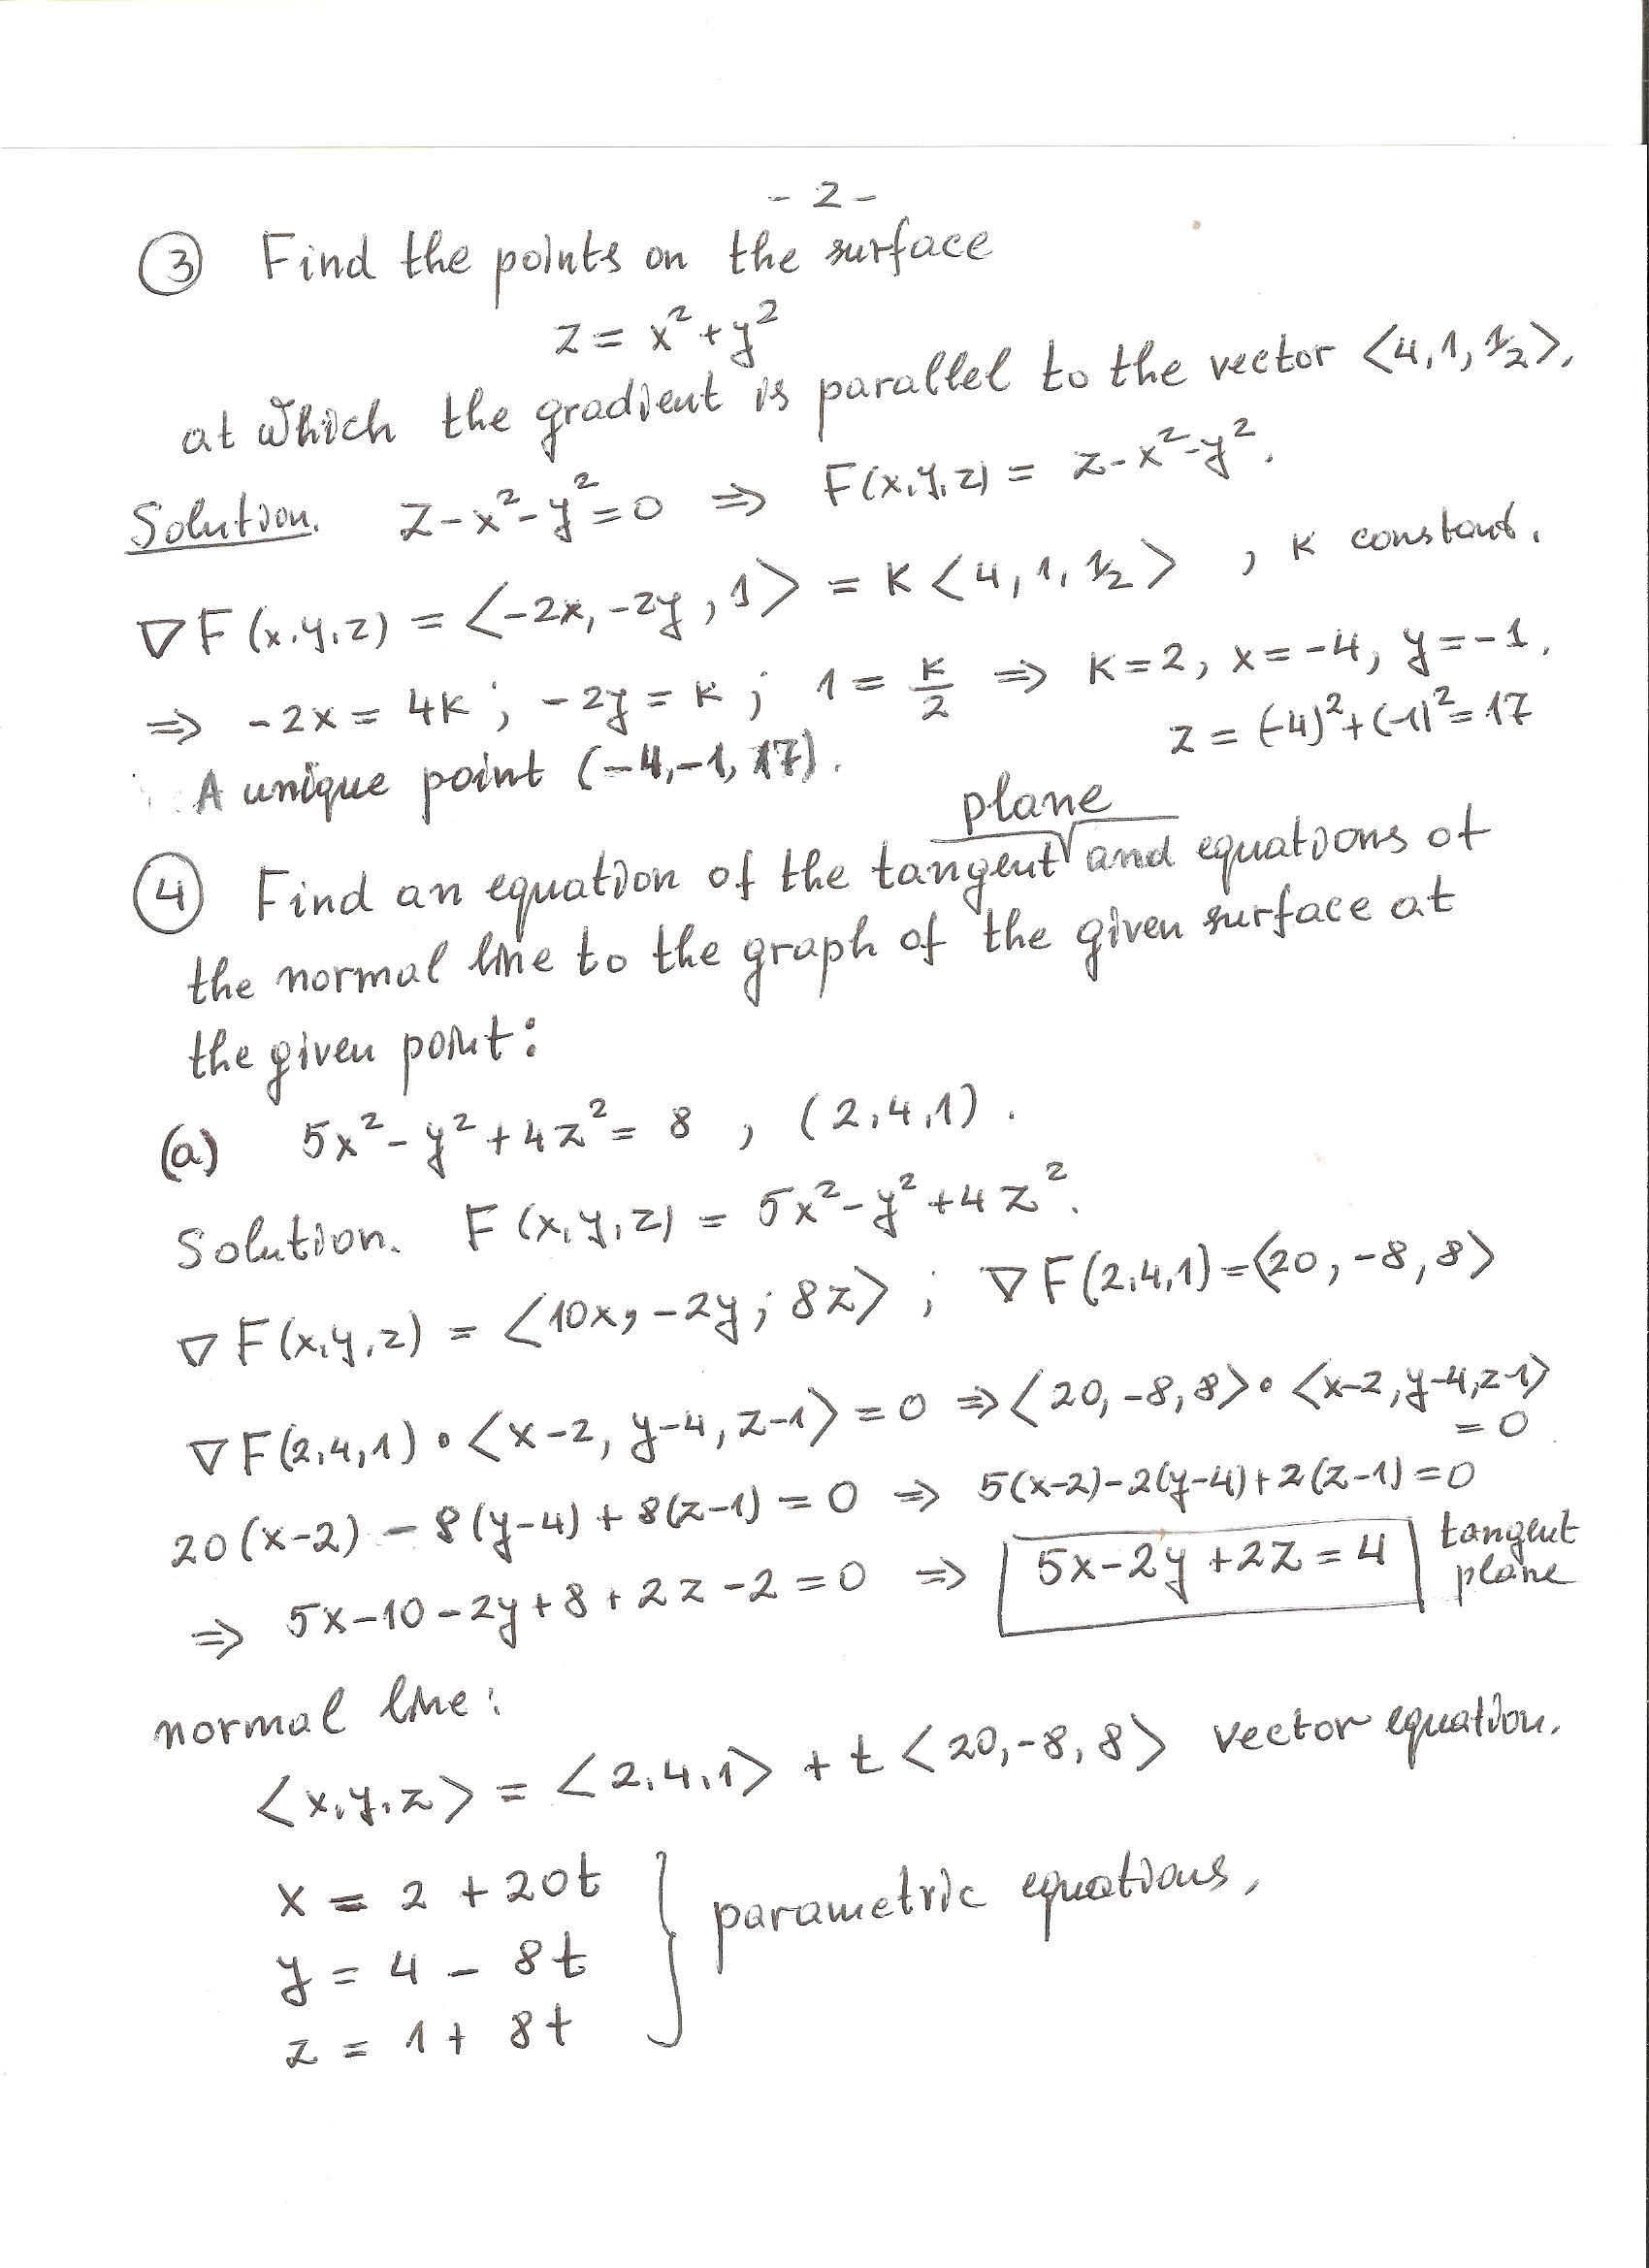 - 2 -
③ Find the points on the surface
z = x² + y²
at which the gradient is parallel to the vector <4, 1, 1/2>.
Solution. z - x² - y² = 0 ⇒ F(x, y, z) = z - x² - y².
∇F(x, y, z) = <-2x, -2y, 1> = K<4, 1, 1/2> , K constant.
⇒ -2x = 4K ; -2y = K ; 1 = K/2 ⇒ K = 2, x = -4, y = -1.
z = (-4)² + (-1)² = 17
A unique point (-4, -1, 17).
plane
④ Find an equation of the tangent √ and equations of
the normal line to the graph of the given surface at
the given point:
(a) 5x² - y² + 4z² = 8 , (2, 4, 1).
Solution. F(x, y, z) = 5x² - y² + 4z².
∇F(x, y, z) = <10x, -2y; 8z> ; ∇F(2, 4, 1) = <20, -8, 8>
∇F(2, 4, 1) • <x-2, y-4, z-1> = 0 ⇒ <20, -8, 8> • <x-2, y-4, z-1>
= 0
20(x-2) - 8(y-4) + 8(z-1) = 0 ⇒ 5(x-2) - 2(y-4) + 2(z-1) = 0
⇒ 5x - 10 - 2y + 8 + 2z - 2 = 0 ⇒ 5x - 2y + 2z = 4 tangent plane
normal line:
<x, y, z> = <2, 4, 1> + t <20, -8, 8> vector equation.
x = 2 + 20t
y = 4 - 8t } parametric equations.
z = 1 + 8t